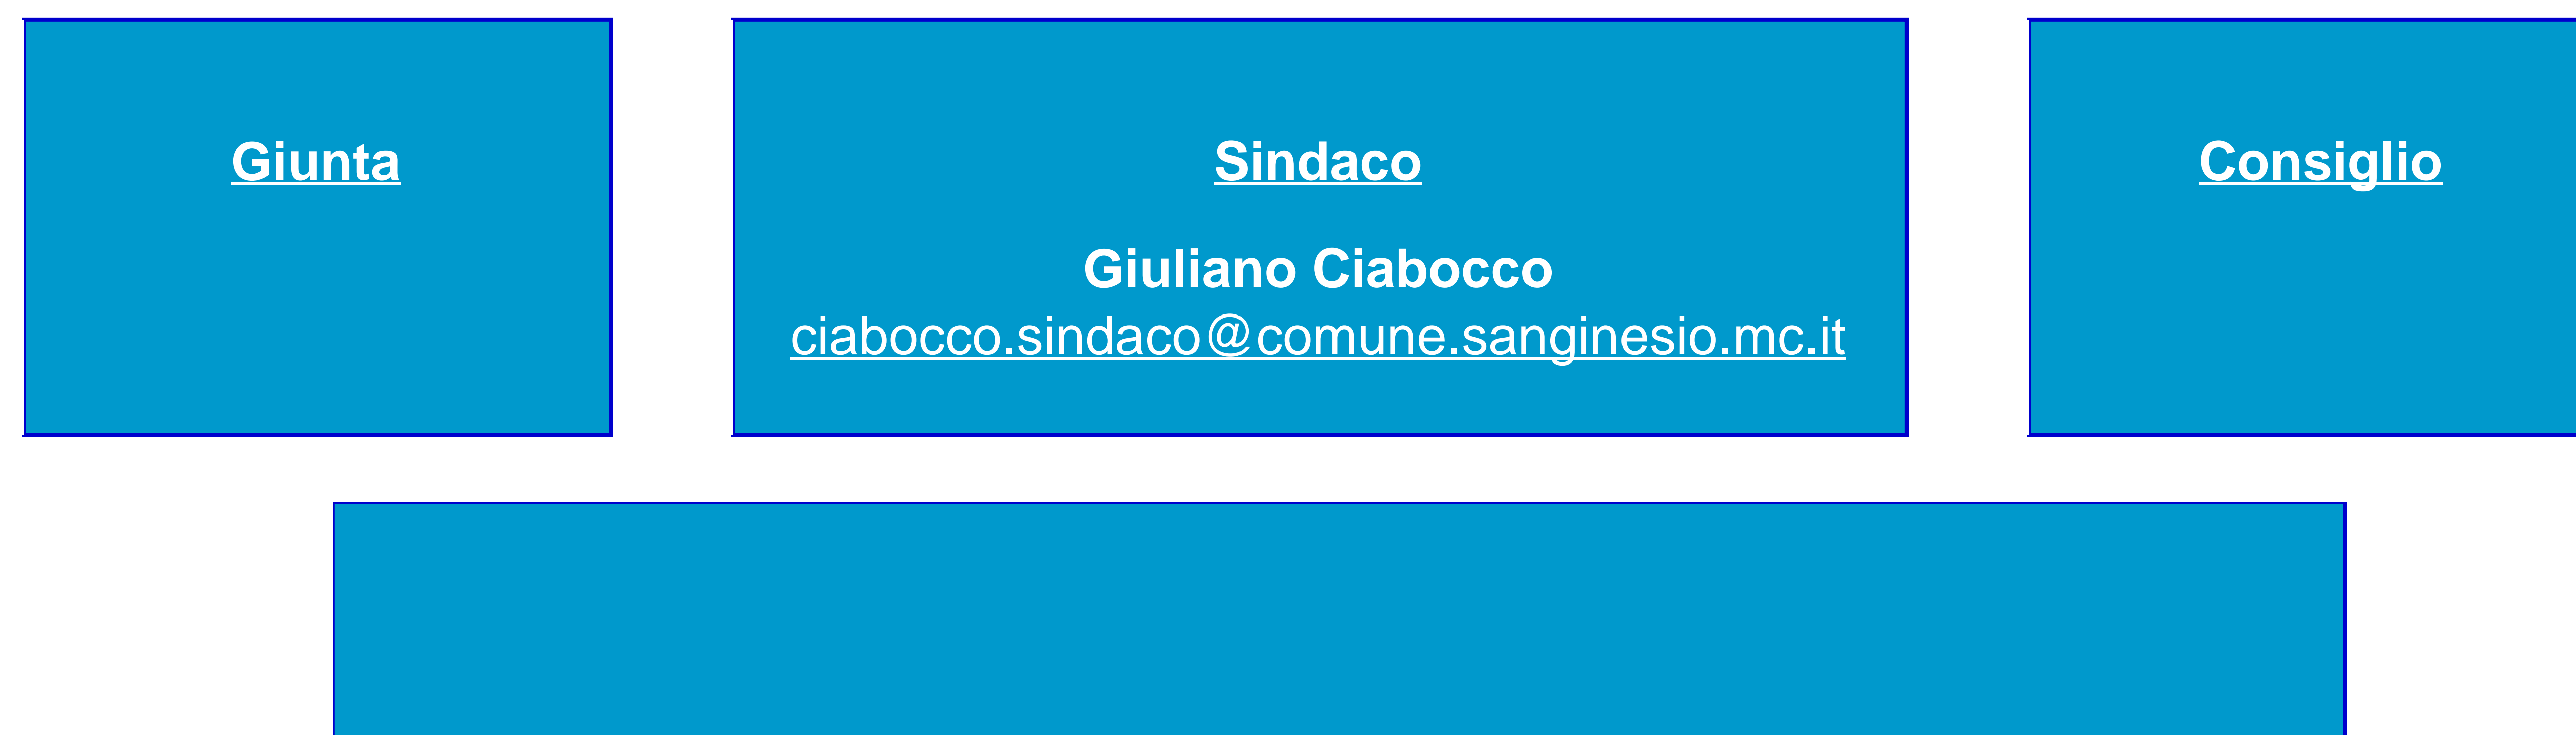 Giunta
Sindaco
Giuliano Ciabocco
ciabocco.sindaco@comune.sanginesio.mc.it
Consiglio